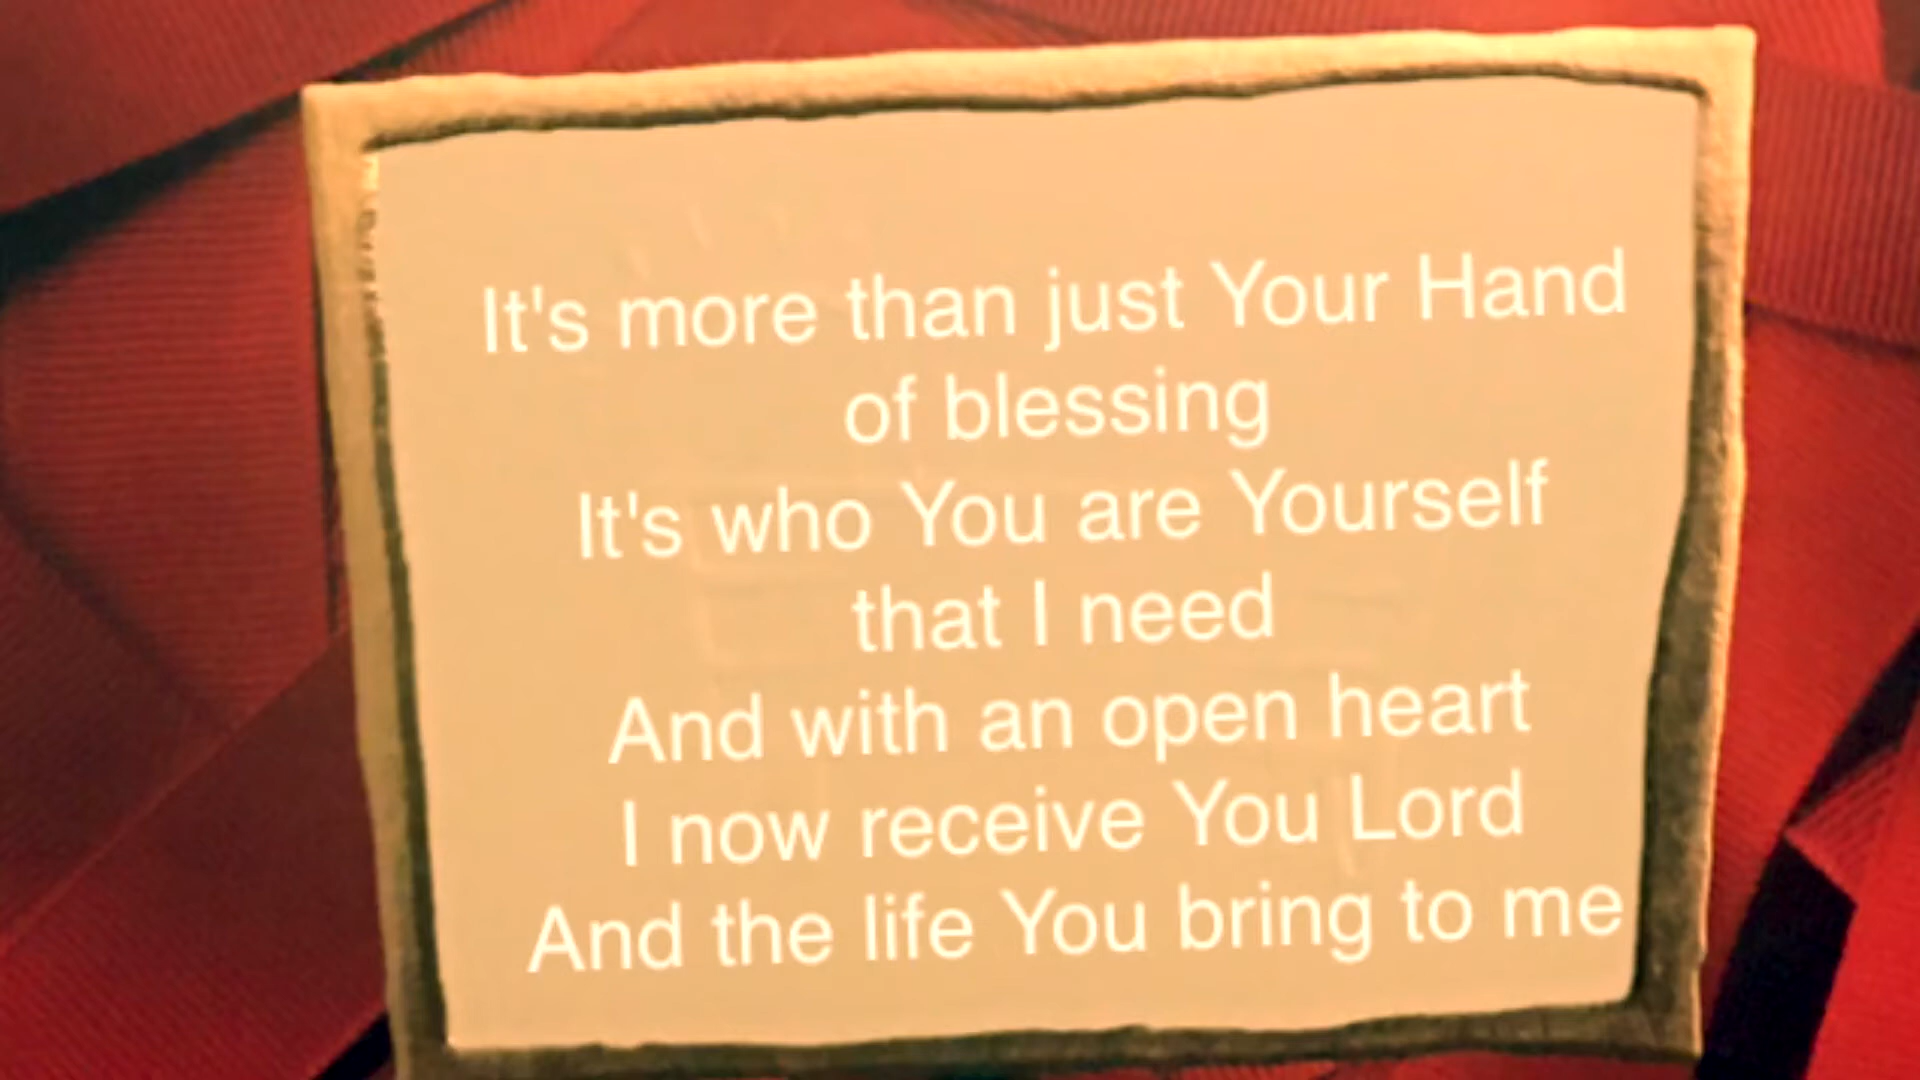 It's more than just Your Hand
of blessing
It's who You are Yourself
that I need
And with an open heart
I now receive You Lord
And the life You bring to me